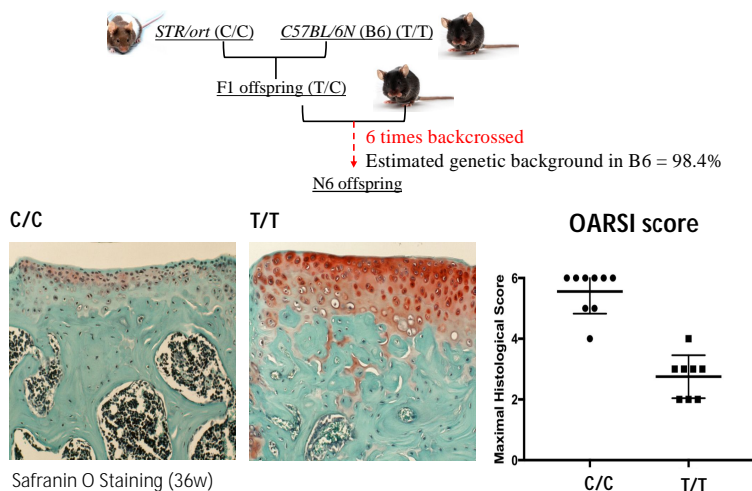 STR/ort (C/C) C57BL/6N (B6) (T/T)
F1 offspring (T/C)
6 times backcrossed
Estimated genetic background in B6 = 98.4%
N6 offspring
C/C T/T OARSI score
Maximal Histological Score
6
4
2
0
C/C T/T
Safranin O Staining (36w)